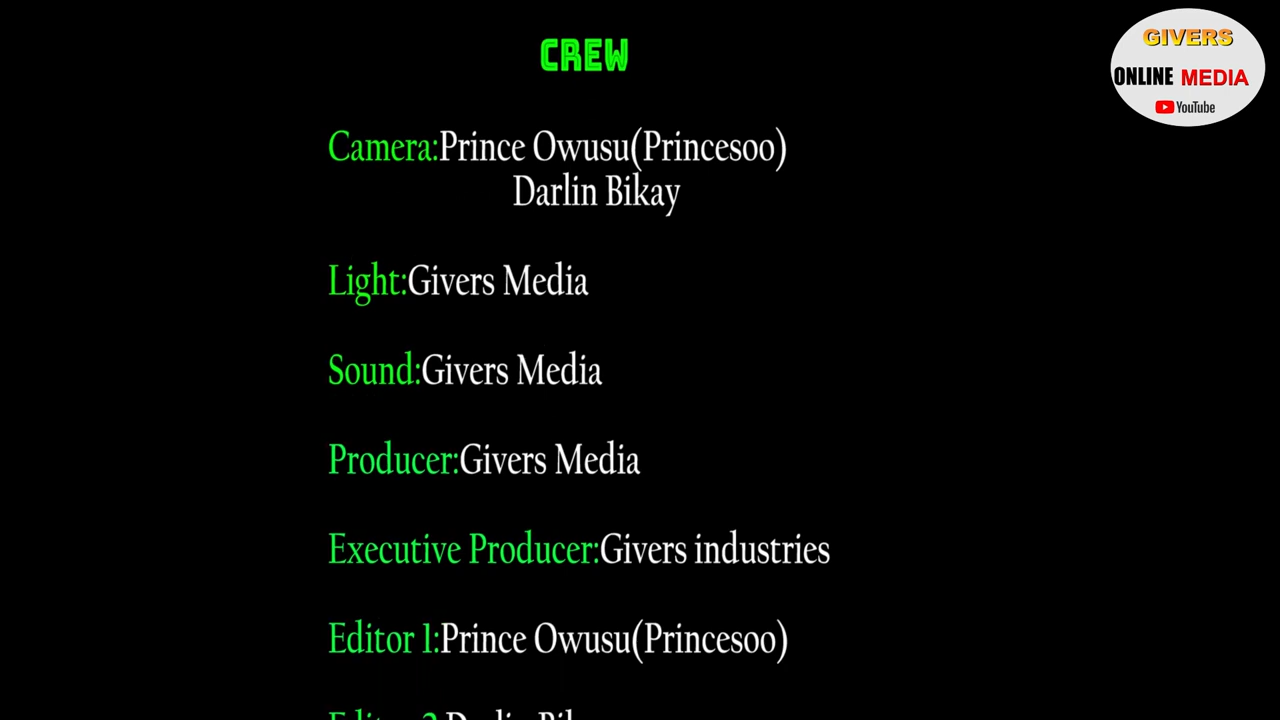 CREW
GIVERS
ONLINE MEDIA
YouTube
Camera:Prince Owusu(Princesoo)
Darlin Bikay
Light:Givers Media
Sound:Givers Media
Producer:Givers Media
Executive Producer:Givers industries
Editor 1:Prince Owusu(Princesoo)